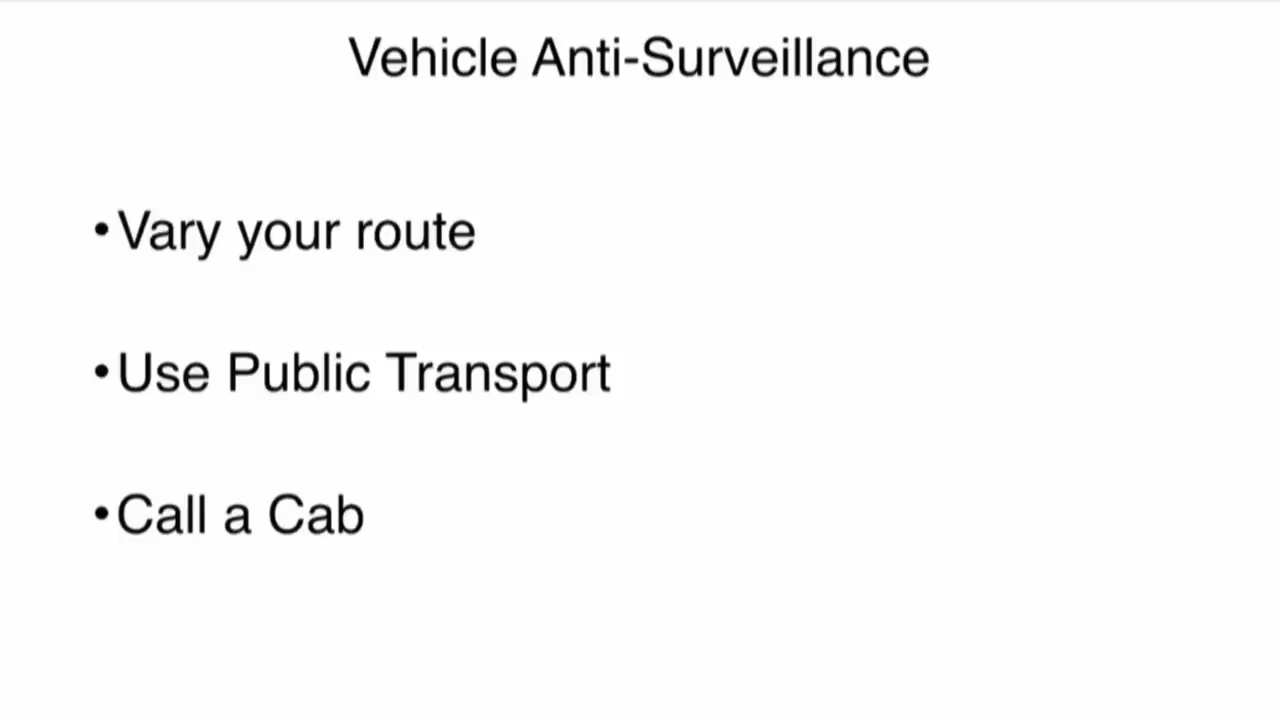 Vehicle Anti-Surveillance
•Vary your route
•Use Public Transport
•Call a Cab